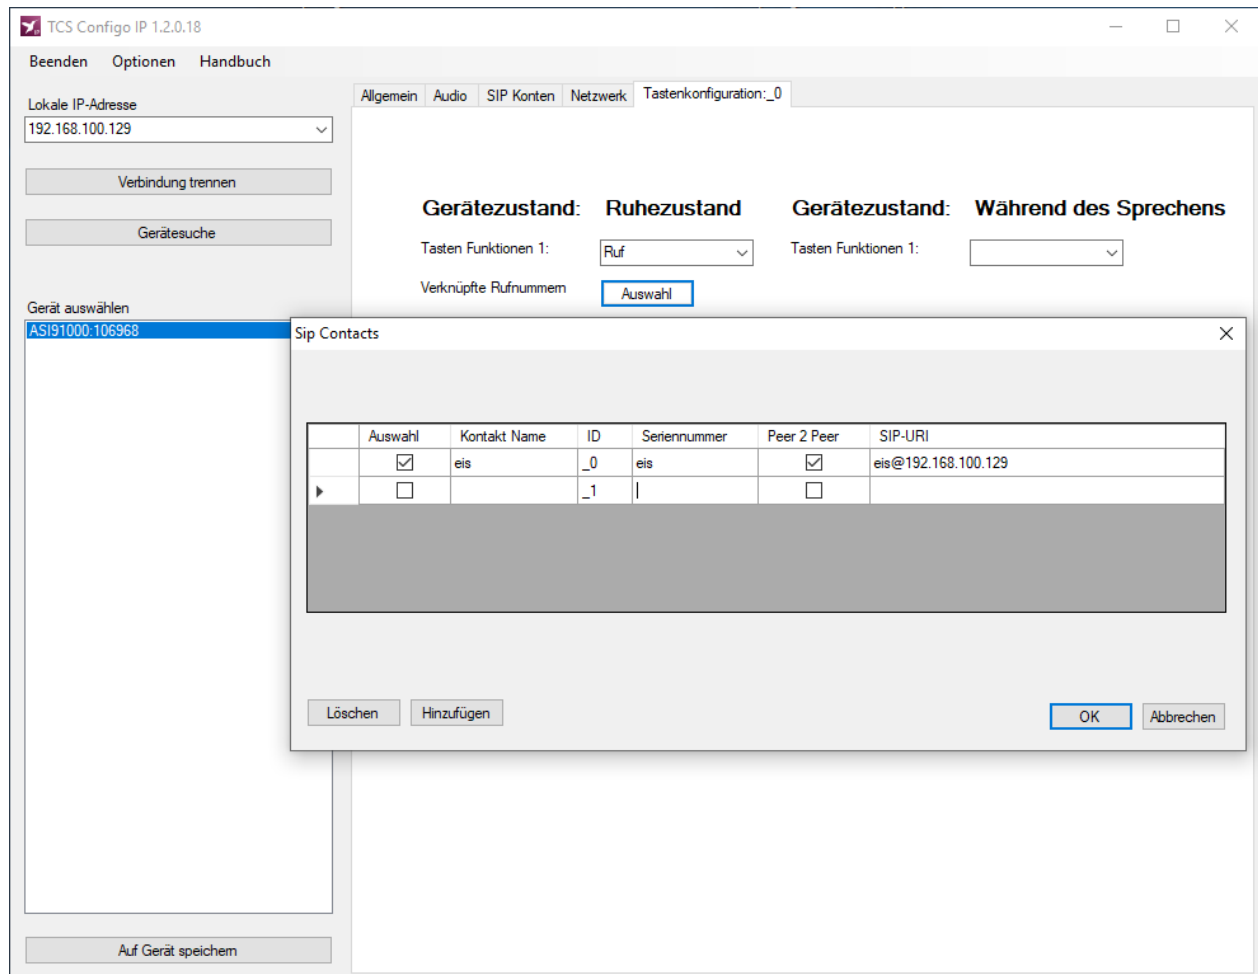 TCS Configo IP 1.2.0.18
Beenden Optionen Handbuch
Lokale IP-Adresse
192.168.100.129
Verbindung trennen
Gerätesuche
Gerät auswählen
ASI91000:106968
Auf Gerät speichern
Allgemein Audio SIP Konten Netzwerk Tastenkonfiguration:_0
Gerätezustand: Ruhezustand Gerätezustand: Während des Sprechens
Tasten Funktionen 1: Ruf Tasten Funktionen 1:
Verknüpfte Rufnummern Auswahl
Sip Contacts
Auswahl Kontakt Name ID Seriennummer Peer 2 Peer SIP-URI
eis _0 eis eis@192.168.100.129
_1
Löschen Hinzufügen OK Abbrechen